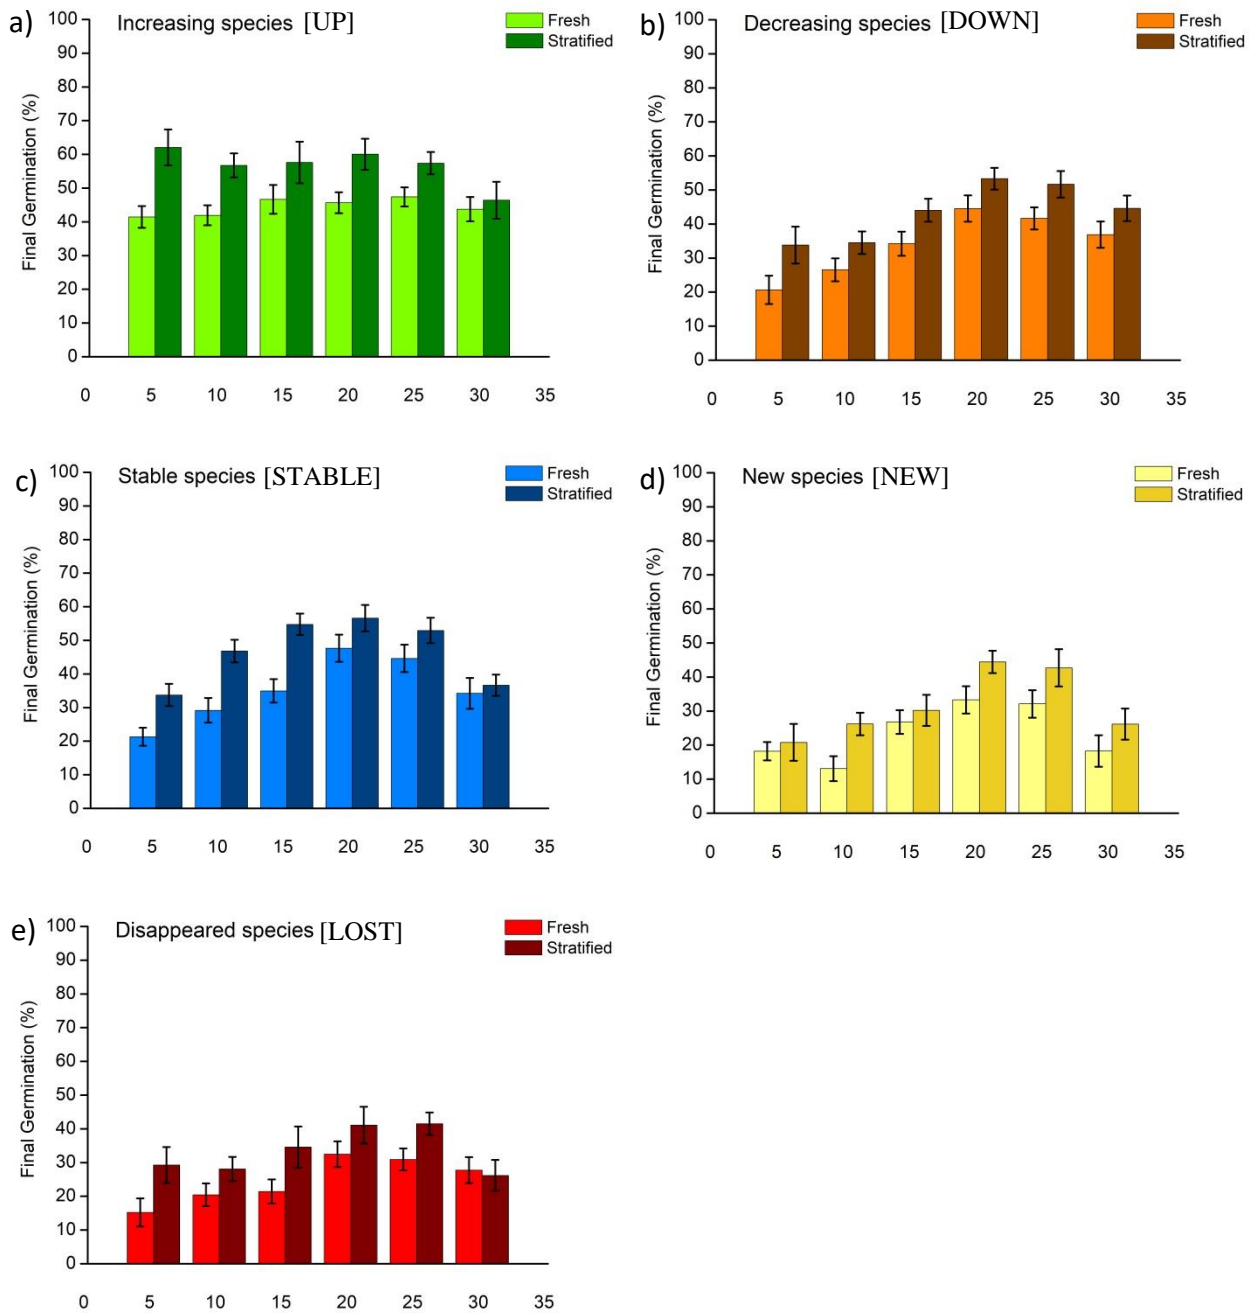 a) Increasing species [UP]
Fresh
Stratified
Final Germination (%)
100
90
80
70
60
50
40
30
20
10
0
0 5 10 15 20 25 30 35
b) Decreasing species [DOWN]
Fresh
Stratified
Final Germination (%)
100
90
80
70
60
50
40
30
20
10
0
0 5 10 15 20 25 30 35
c) Stable species [STABLE]
Fresh
Stratified
Final Germination (%)
100
90
80
70
60
50
40
30
20
10
0
0 5 10 15 20 25 30 35
d) New species [NEW]
Fresh
Stratified
Final Germination (%)
100
90
80
70
60
50
40
30
20
10
0
0 5 10 15 20 25 30 35
e) Disappeared species [LOST]
Fresh
Stratified
Final Germination (%)
100
90
80
70
60
50
40
30
20
10
0
0 5 10 15 20 25 30 35